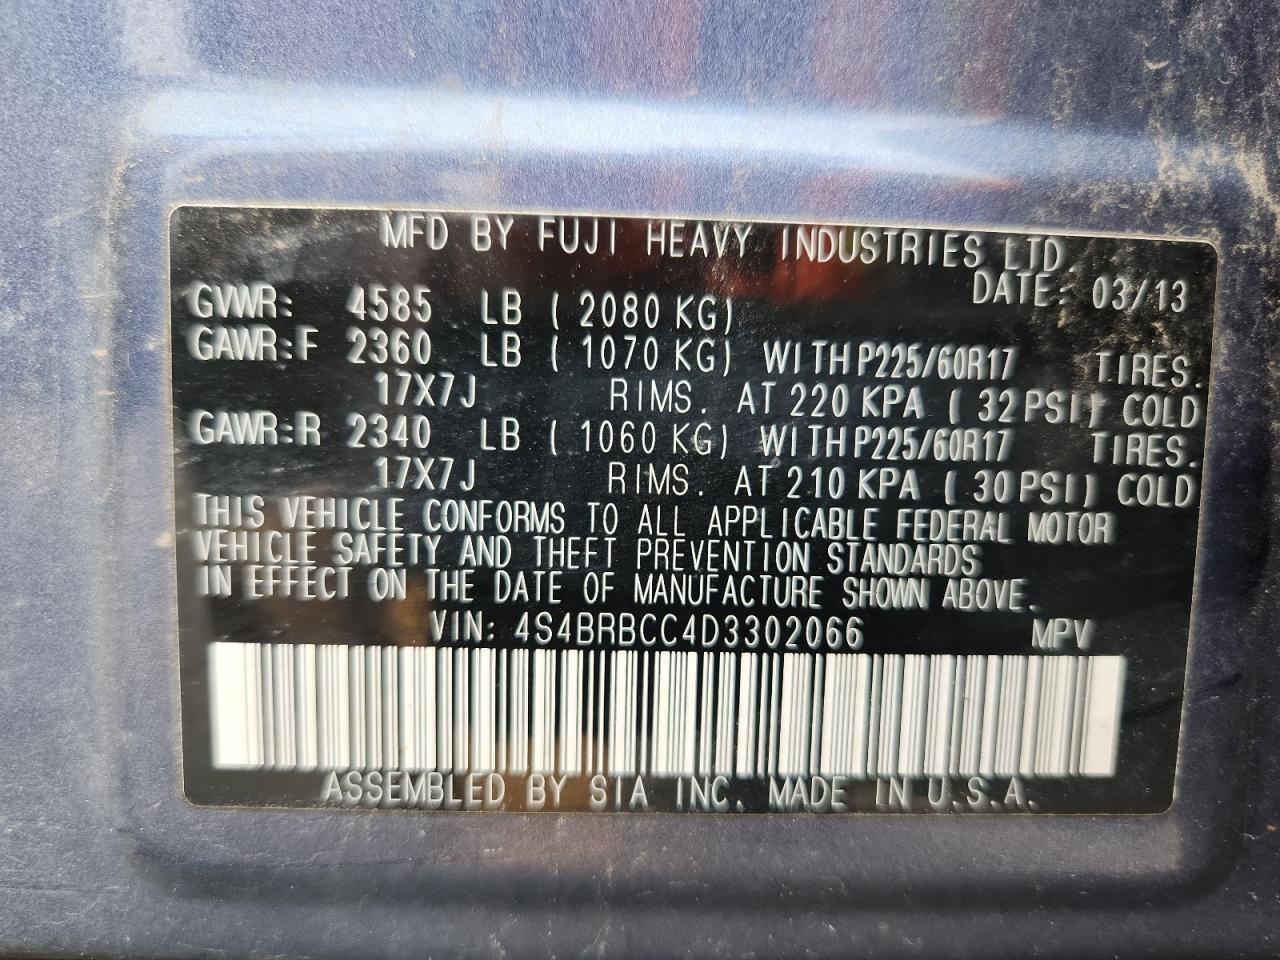 MFD BY FUJI HEAVY INDUSTRIES LTD.
DATE: 03/13
GVWR: 4585 LB ( 2080 KG)
GAWR:F 2360 LB ( 1070 KG) WITH P225/60R17 TIRES.
17X7J RIMS. AT 220 KPA ( 32 PSI) COLD
GAWR:R 2340 LB ( 1060 KG) WITH P225/60R17 TIRES.
17X7J RIMS. AT 210 KPA ( 30 PSI) COLD
THIS VEHICLE CONFORMS TO ALL APPLICABLE FEDERAL MOTOR
VEHICLE SAFETY AND THEFT PREVENTION STANDARDS
IN EFFECT ON THE DATE OF MANUFACTURE SHOWN ABOVE.
VIN: 4S4BRBCC4D3302066 MPV
ASSEMBLED BY SIA INC. MADE IN U.S.A.